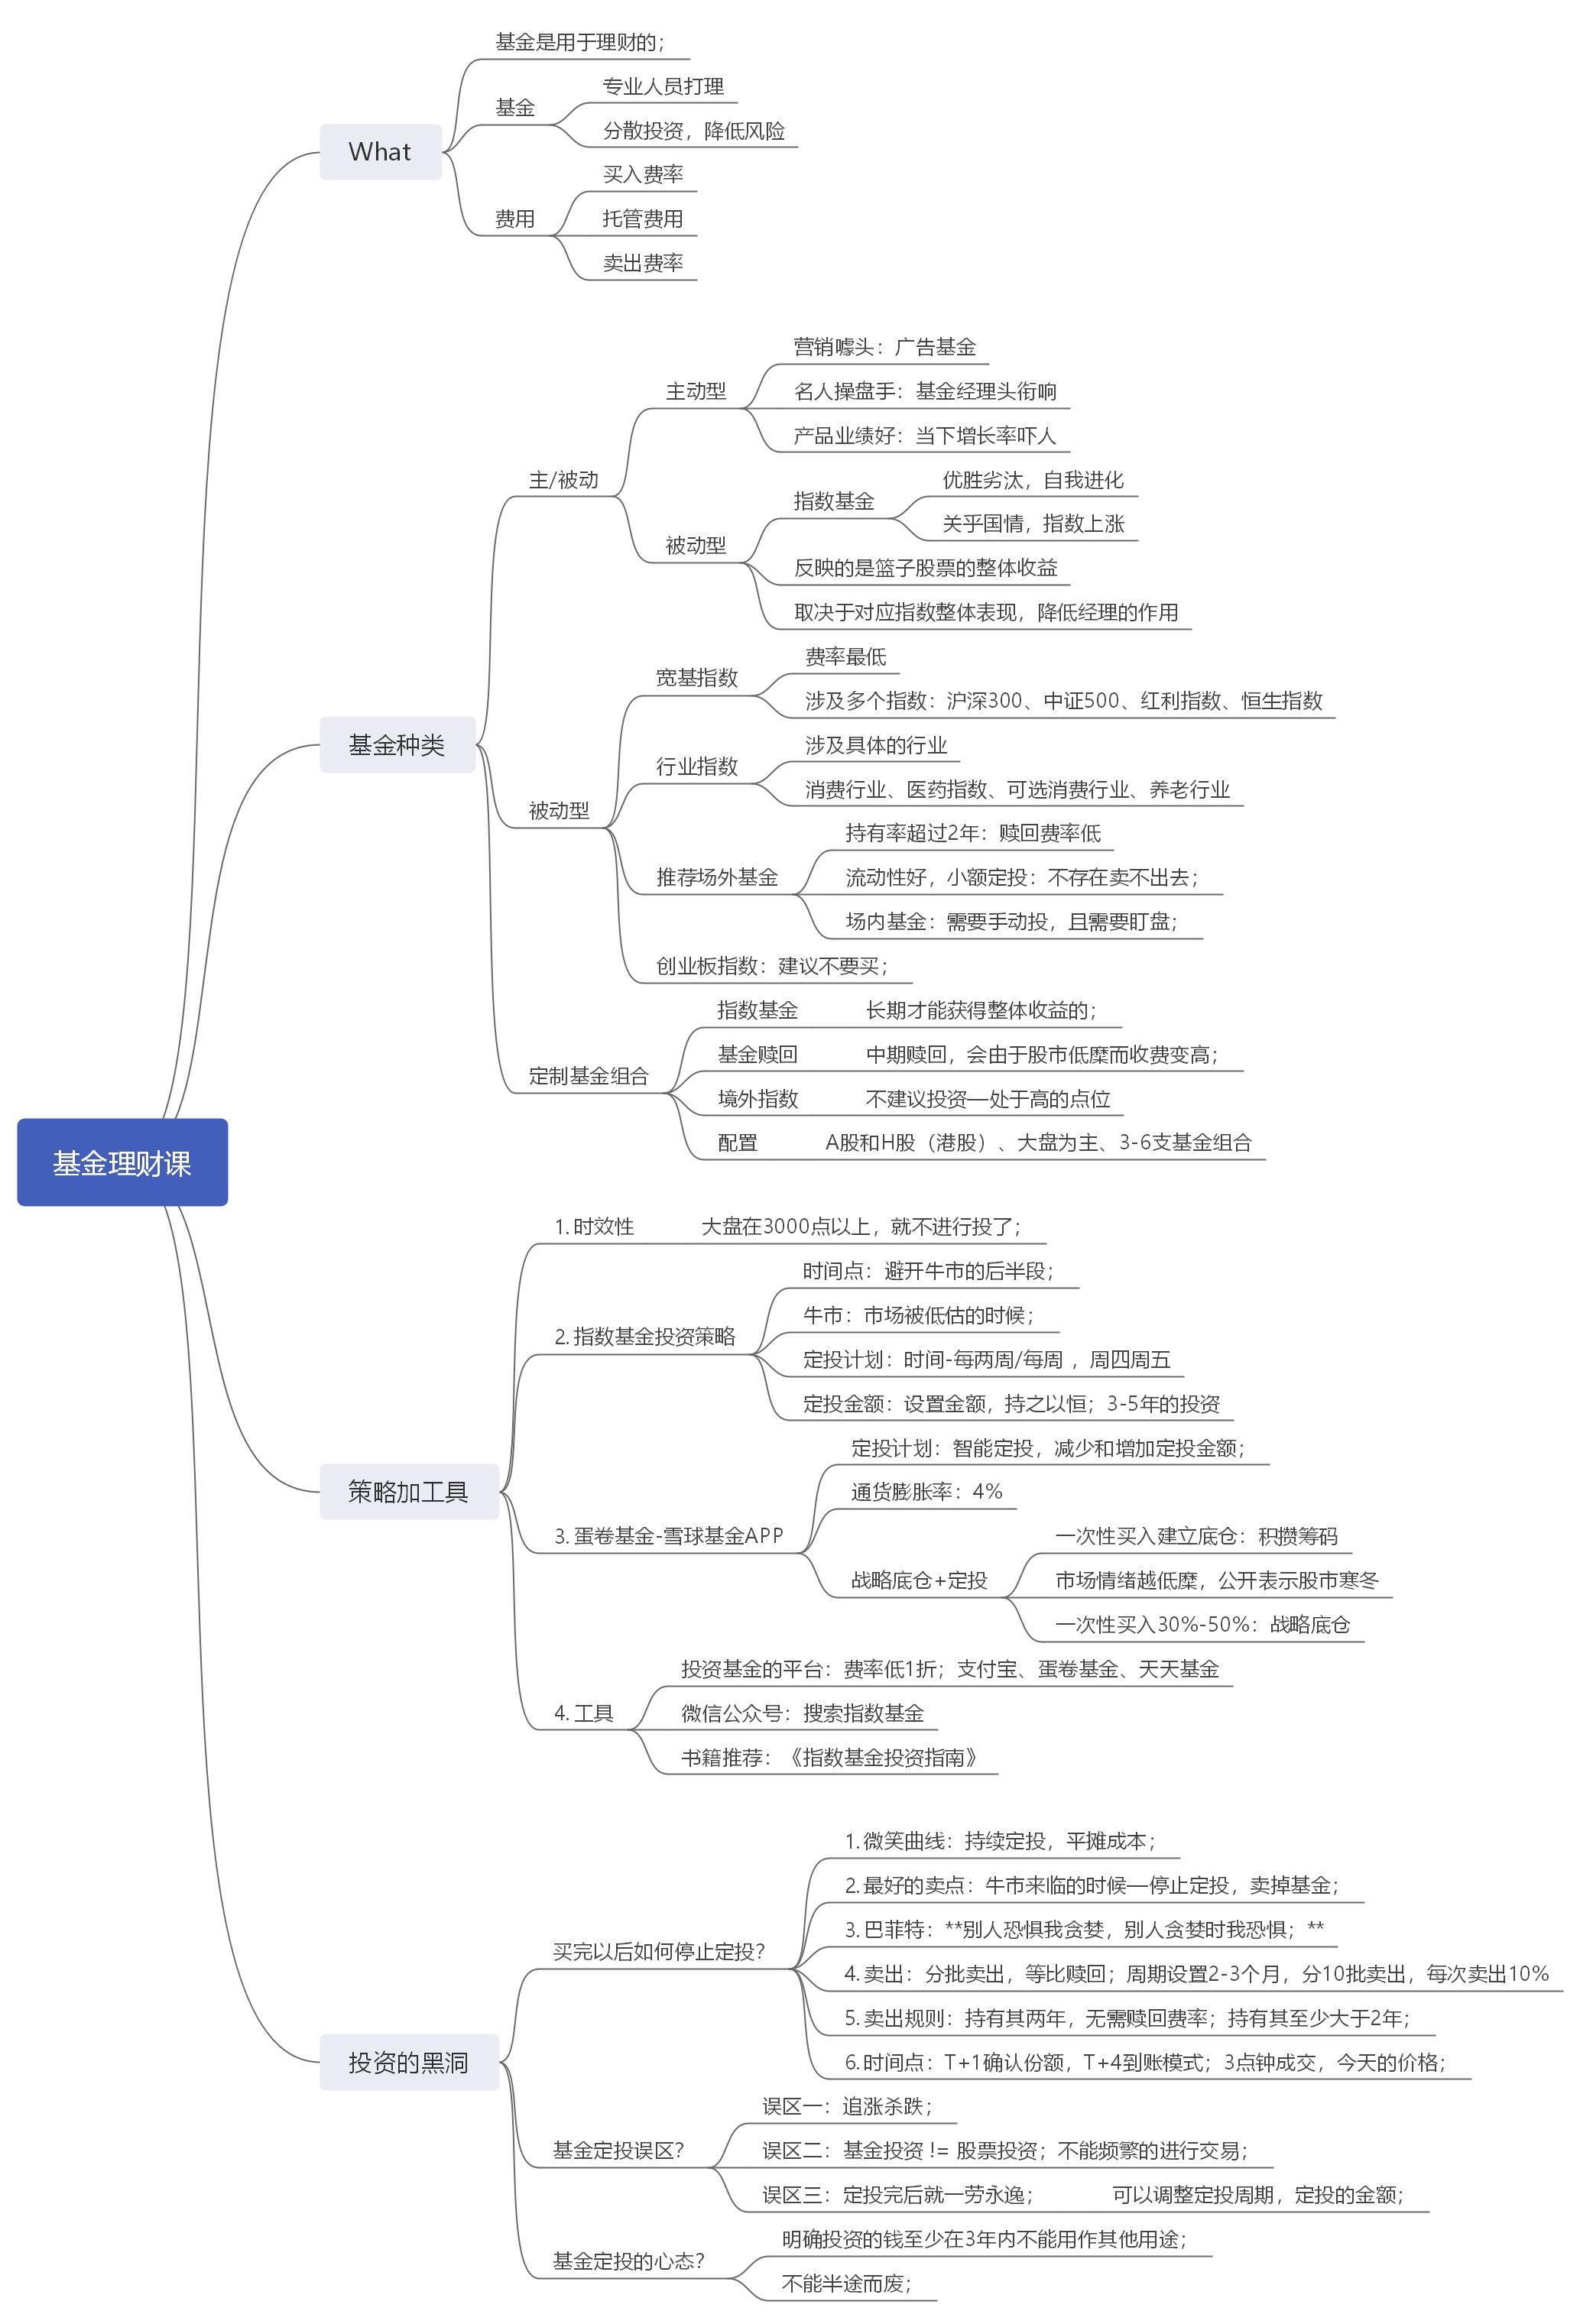 基金是用于理财的；
专业人员打理
基金
分散投资，降低风险
What
买入费率
费用
托管费用
卖出费率
营销噱头：广告基金
主动型
名人操盘手：基金经理头衔响
产品业绩好：当下增长率吓人
主/被动
优胜劣汰，自我进化
指数基金
关乎国情，指数上涨
被动型
反映的是篮子股票的整体收益
取决于对应指数整体表现，降低经理的作用
费率最低
宽基指数
涉及多个指数：沪深300、中证500、红利指数、恒生指数
基金种类
涉及具体的行业
行业指数
消费行业、医药指数、可选消费行业、养老行业
被动型
持有率超过2年：赎回费率低
推荐场外基金
流动性好，小额定投：不存在卖不出去；
场内基金：需要手动投，且需要盯盘；
创业板指数：建议不要买；
指数基金 长期才能获得整体收益的；
基金赎回 中期赎回，会由于股市低糜而收费变高；
定制基金组合
境外指数 不建议投资—处于高的点位
配置 A股和H股（港股）、大盘为主、3-6支基金组合
基金理财课
1. 时效性 大盘在3000点以上，就不进行投了；
时间点：避开牛市的后半段；
2. 指数基金投资策略
牛市：市场被低估的时候；
定投计划：时间-每两周/每周 ，周四周五
定投金额：设置金额，持之以恒；3-5年的投资
定投计划：智能定投，减少和增加定投金额；
策略加工具
通货膨胀率：4%
3. 蛋卷基金-雪球基金APP
一次性买入建立底仓：积攒筹码
战略底仓+定投
市场情绪越低糜，公开表示股市寒冬
一次性买入30%-50%：战略底仓
投资基金的平台：费率低1折；支付宝、蛋卷基金、天天基金
4. 工具
微信公众号：搜索指数基金
书籍推荐：《指数基金投资指南》
1. 微笑曲线：持续定投，平摊成本；
2. 最好的卖点：牛市来临的时候—停止定投，卖掉基金；
3. 巴菲特：**别人恐惧我贪婪，别人贪婪时我恐惧；**
买完以后如何停止定投？
4. 卖出：分批卖出，等比赎回；周期设置2-3个月，分10批卖出，每次卖出10%
5. 卖出规则：持有其两年，无需赎回费率；持有其至少大于2年；
投资的黑洞
6. 时间点：T+1确认份额，T+4到账模式；3点钟成交，今天的价格；
误区一：追涨杀跌；
基金定投误区？
误区二：基金投资 != 股票投资；不能频繁的进行交易；
误区三：定投完后就一劳永逸； 可以调整定投周期，定投的金额；
明确投资的钱至少在3年内不能用作其他用途；
基金定投的心态？
不能半途而废；